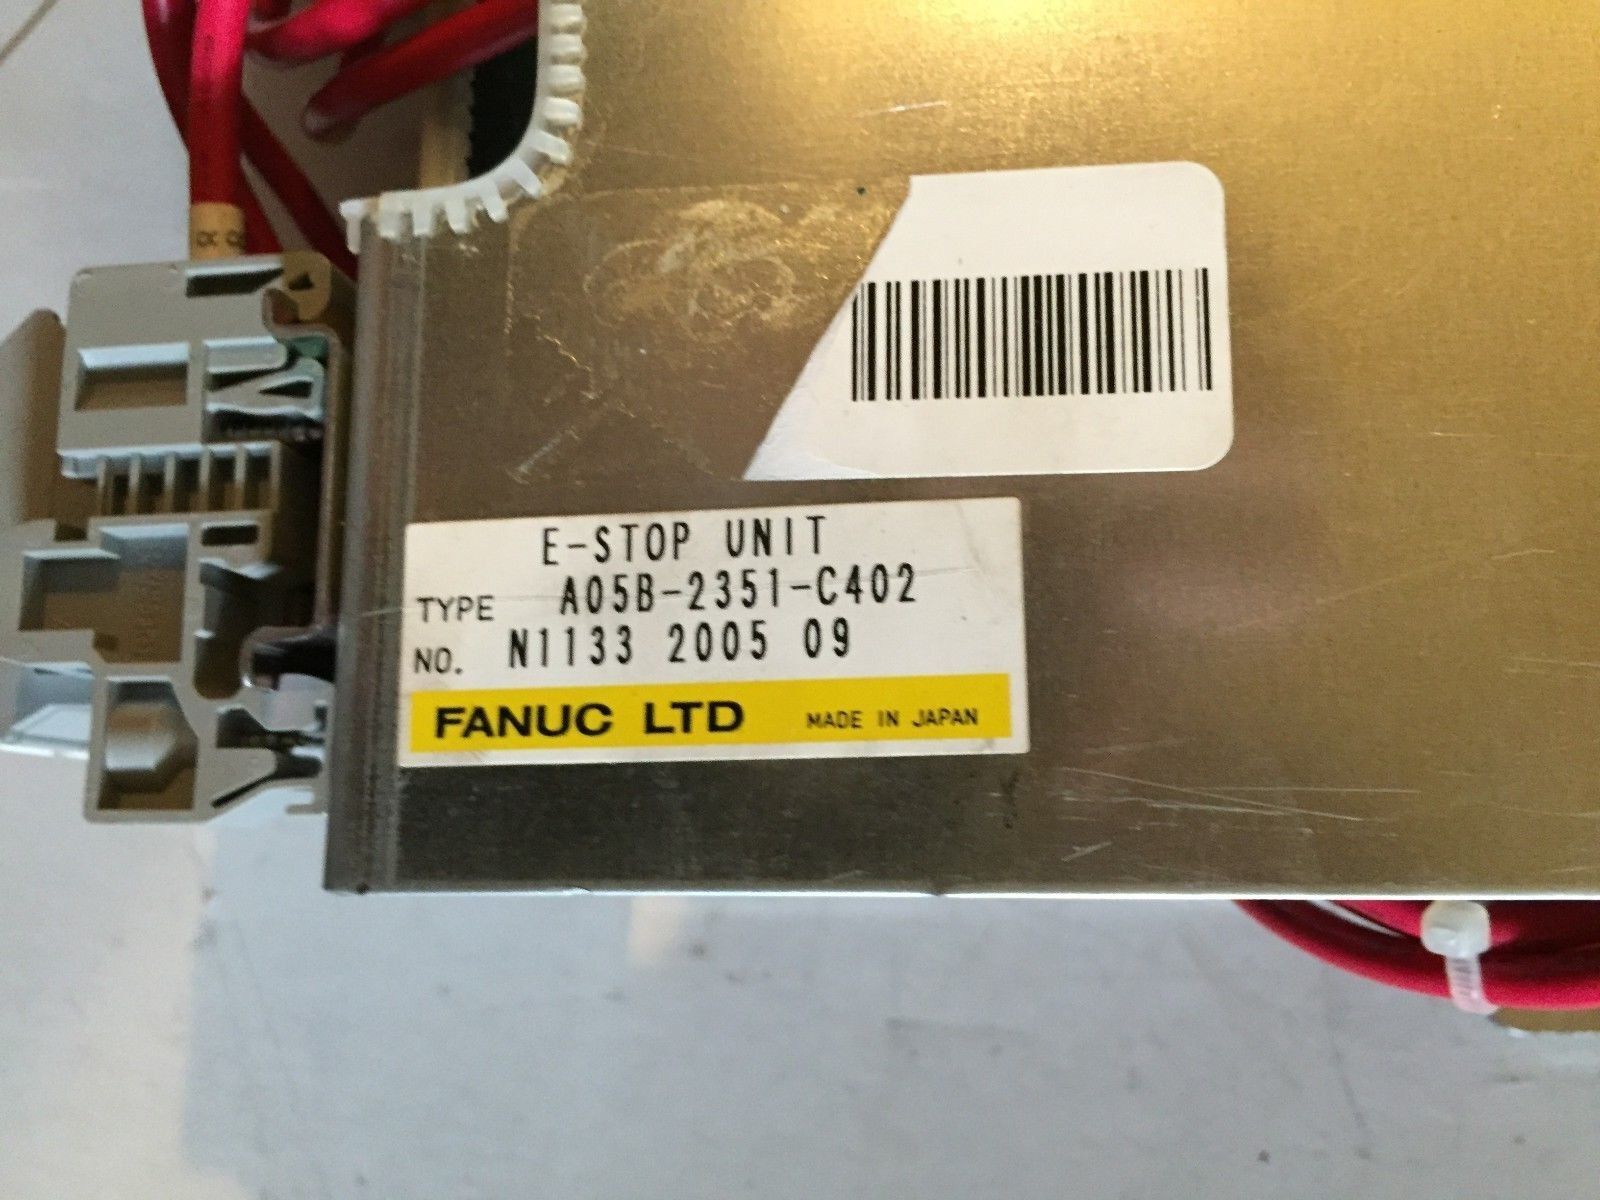 E-STOP UNIT
TYPE A05B-2351-C402
NO. N1133 2005 09
FANUC LTD MADE IN JAPAN